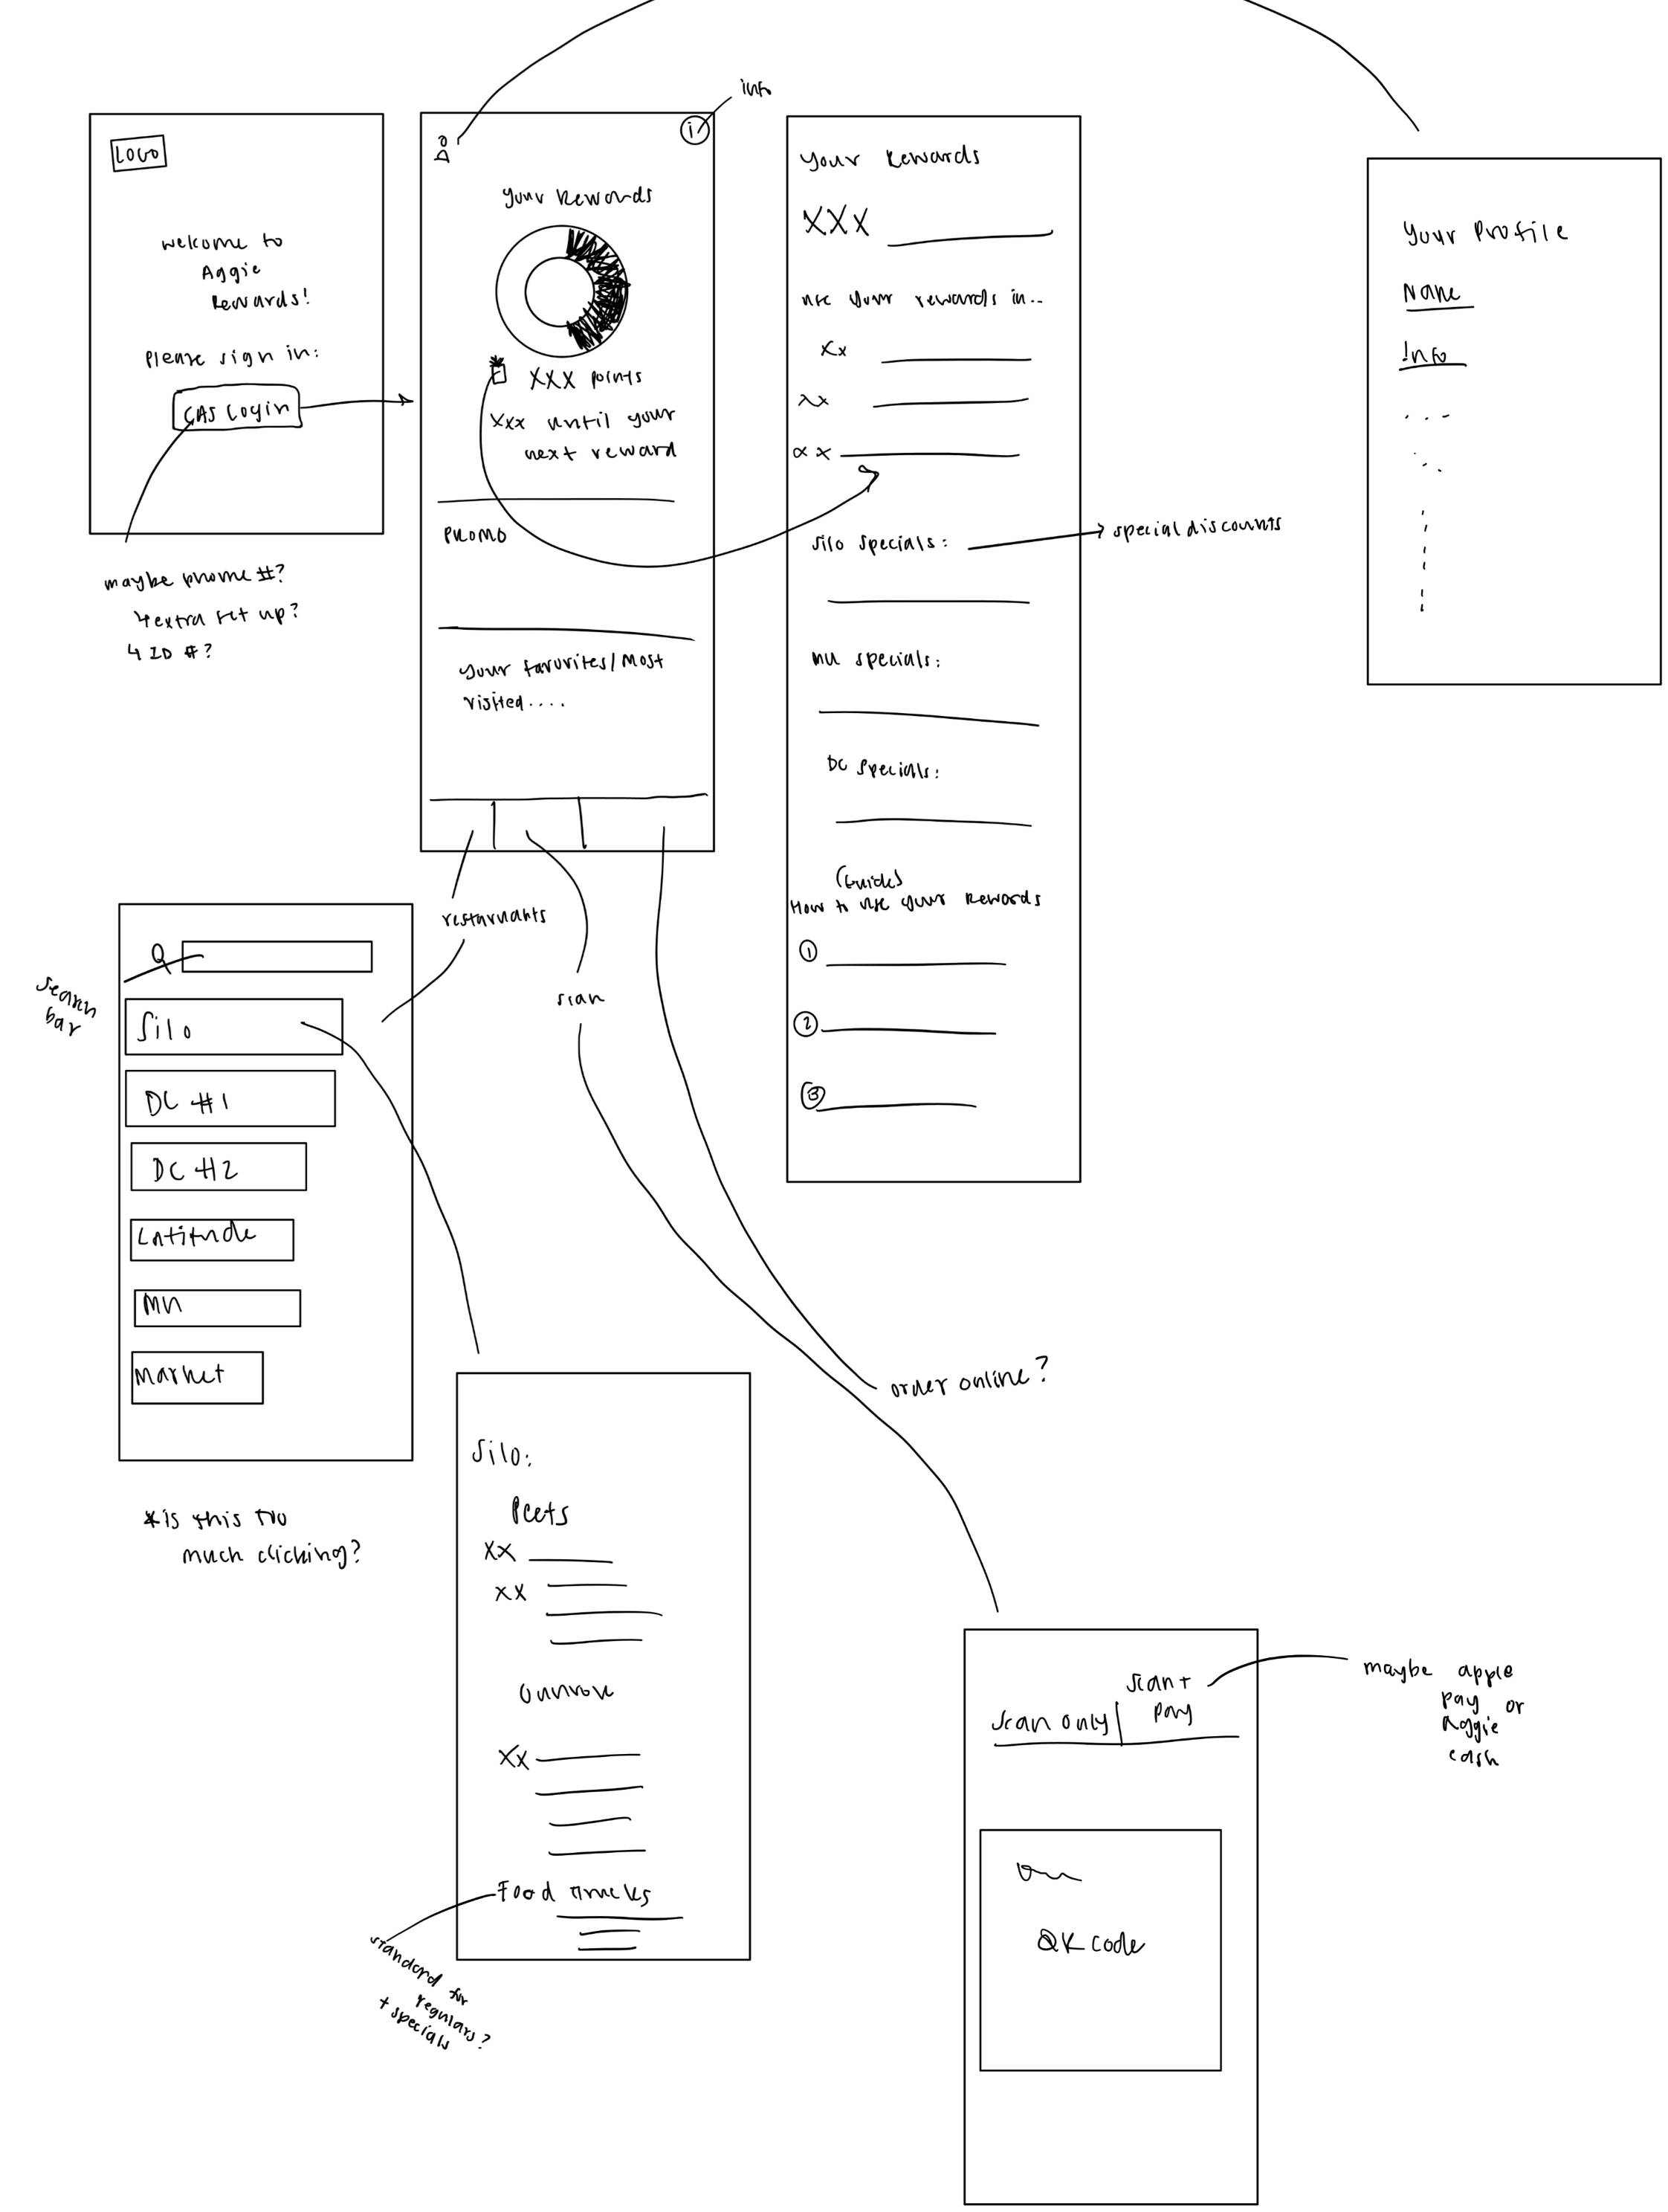 info
LOGO
welcome to
Aggie
Rewards!
Please sign in:
CAS Login
maybe phone #?
↳ extra set up?
↳ ID #?
i
your Rewards
XXX points
XXX until your
next reward
PROMO
your favorites/most
visited....
restaurants
scan
order online?
Your Rewards
XXX
use your rewards in...
Xx
Xx
XX
Silo specials:
special discounts
MU specials:
DC specials:
(Guide)
How to use your Rewards
1
2
3
Your Profile
Name
Info
search
bar
Silo
DC #1
DC #2
Latitude
MU
Market
*is this too
much clicking?
Silo:
Peets
XX
XX
Gunrock
Xx
Food trucks
standard for
regulars?
+ specials
scan only
scan +
pay
maybe apple
pay or
aggie
cash
QR code